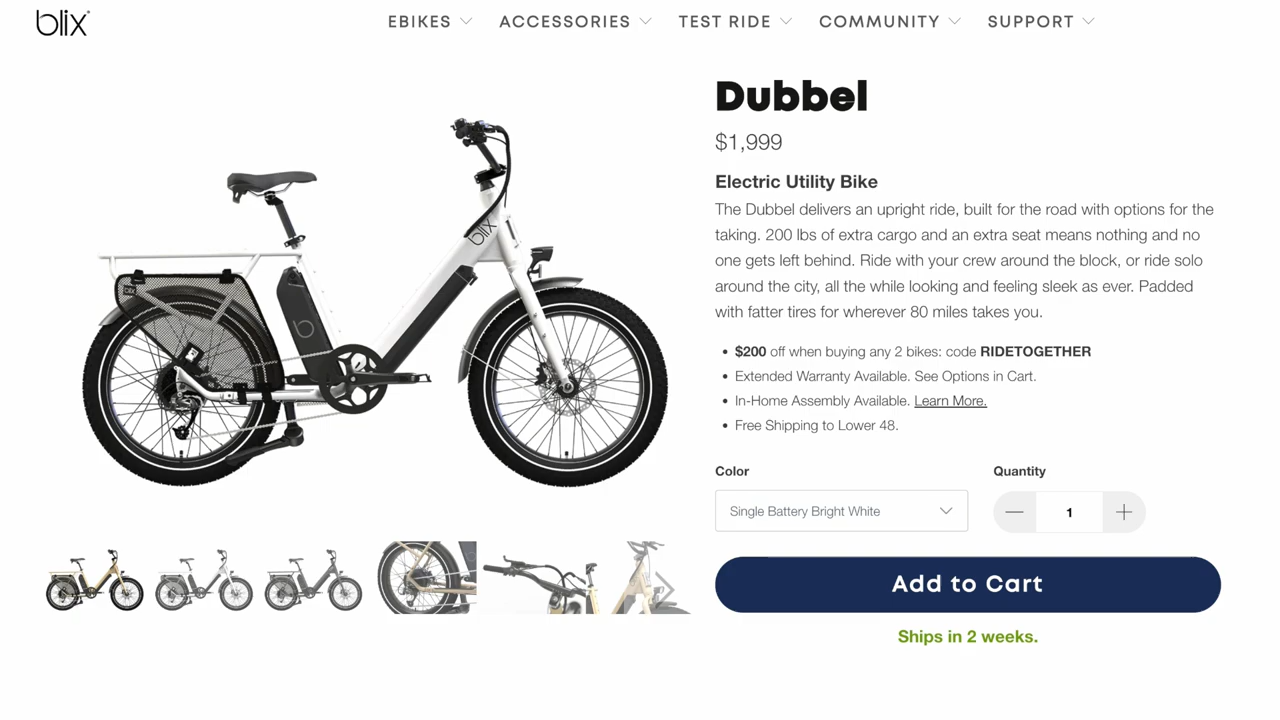 blix
EBIKES ACCESSORIES TEST RIDE COMMUNITY SUPPORT
Dubbel
$1,999
Electric Utility Bike
The Dubbel delivers an upright ride, built for the road with options for the
taking. 200 lbs of extra cargo and an extra seat means nothing and no
one gets left behind. Ride with your crew around the block, or ride solo
around the city, all the while looking and feeling sleek as ever. Padded
with fatter tires for wherever 80 miles takes you.
• $200 off when buying any 2 bikes: code RIDETOGETHER
• Extended Warranty Available. See Options in Cart.
• In-Home Assembly Available. Learn More.
• Free Shipping to Lower 48.
Color Quantity
Single Battery Bright White 1
Add to Cart
Ships in 2 weeks.
blix
blix
b